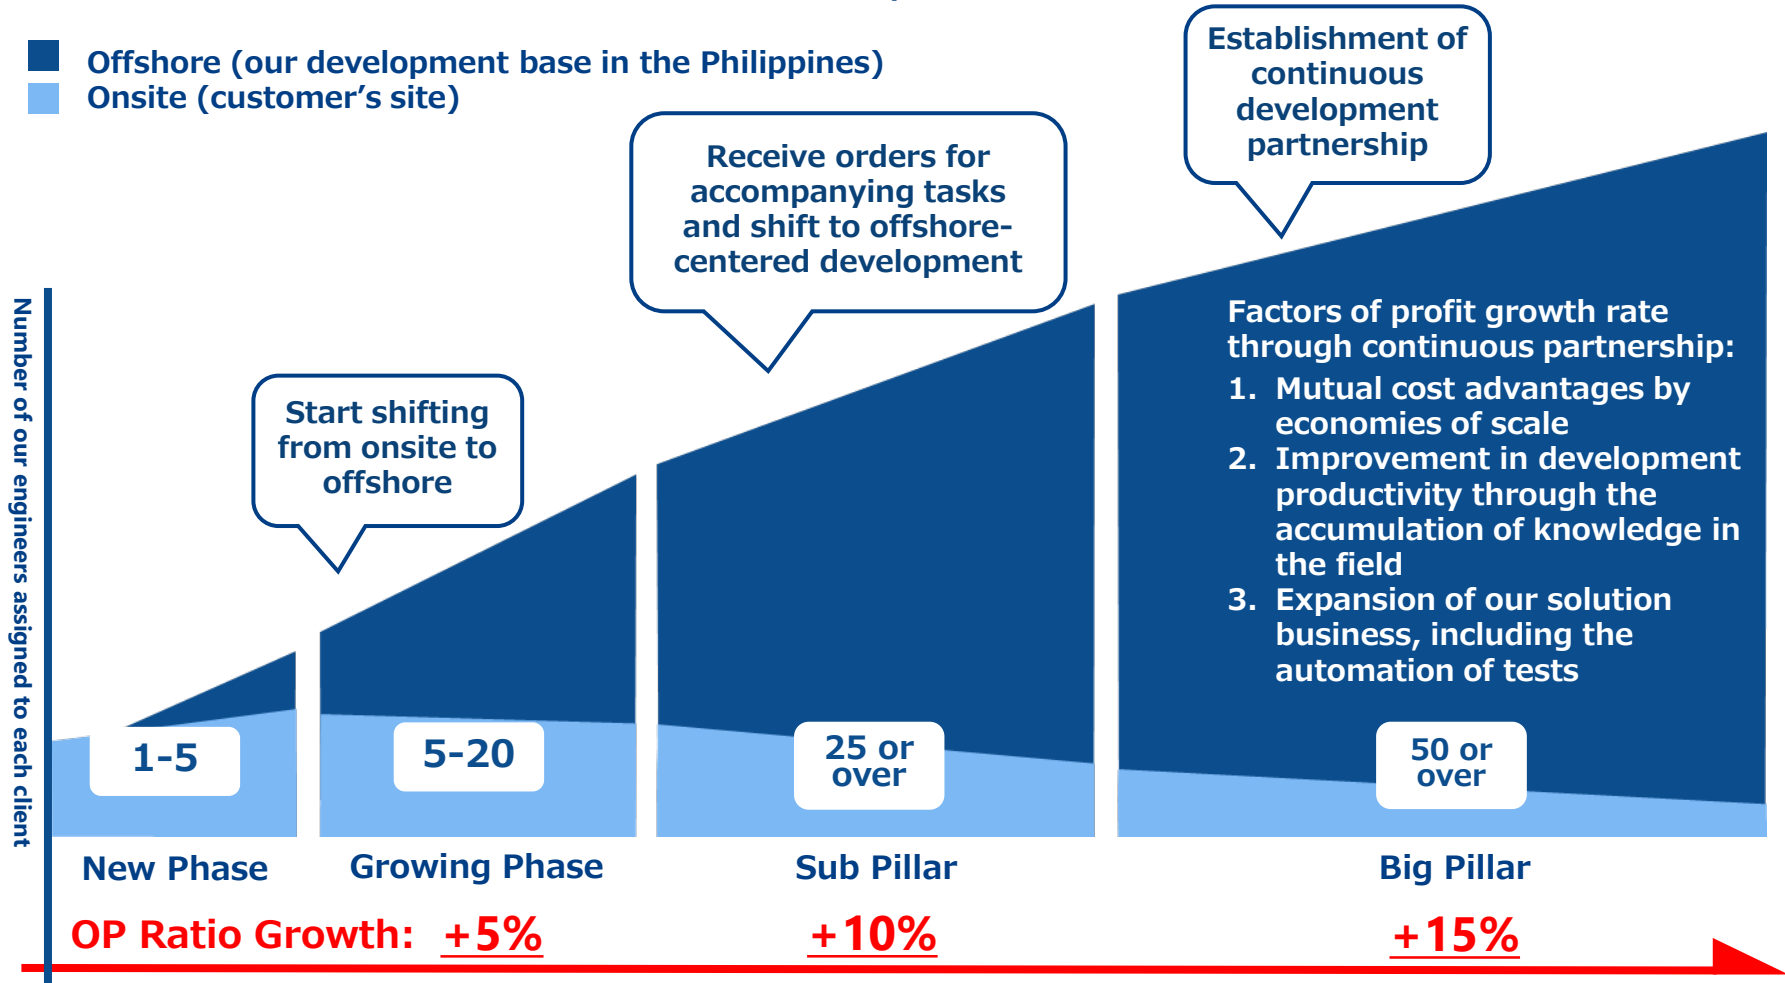 Offshore (our development base in the Philippines)
Onsite (customer's site)
Establishment of
continuous
development
partnership
Receive orders for
accompanying tasks
and shift to offshore-
centered development
Start shifting
from onsite to
offshore
Number of our engineers assigned to each client
Factors of profit growth rate
through continuous partnership:
1. Mutual cost advantages by
economies of scale
2. Improvement in development
productivity through the
accumulation of knowledge in
the field
3. Expansion of our solution
business, including the
automation of tests
1-5
5-20
25 or
over
50 or
over
New Phase
Growing Phase
Sub Pillar
Big Pillar
OP Ratio Growth: +5%
+10%
+15%